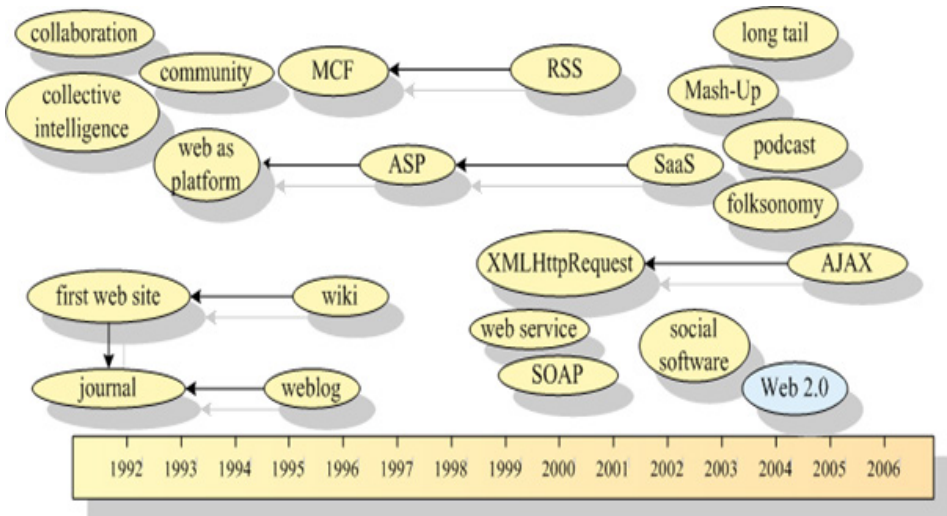 collaboration
community
MCF
RSS
long tail
collective
intelligence
Mash-Up
web as
platform
ASP
SaaS
podcast
folksonomy
XMLHttpRequest
AJAX
first web site
wiki
web service
social
software
journal
weblog
SOAP
Web 2.0
1992 1993 1994 1995 1996 1997 1998 1999 2000 2001 2002 2003 2004 2005 2006